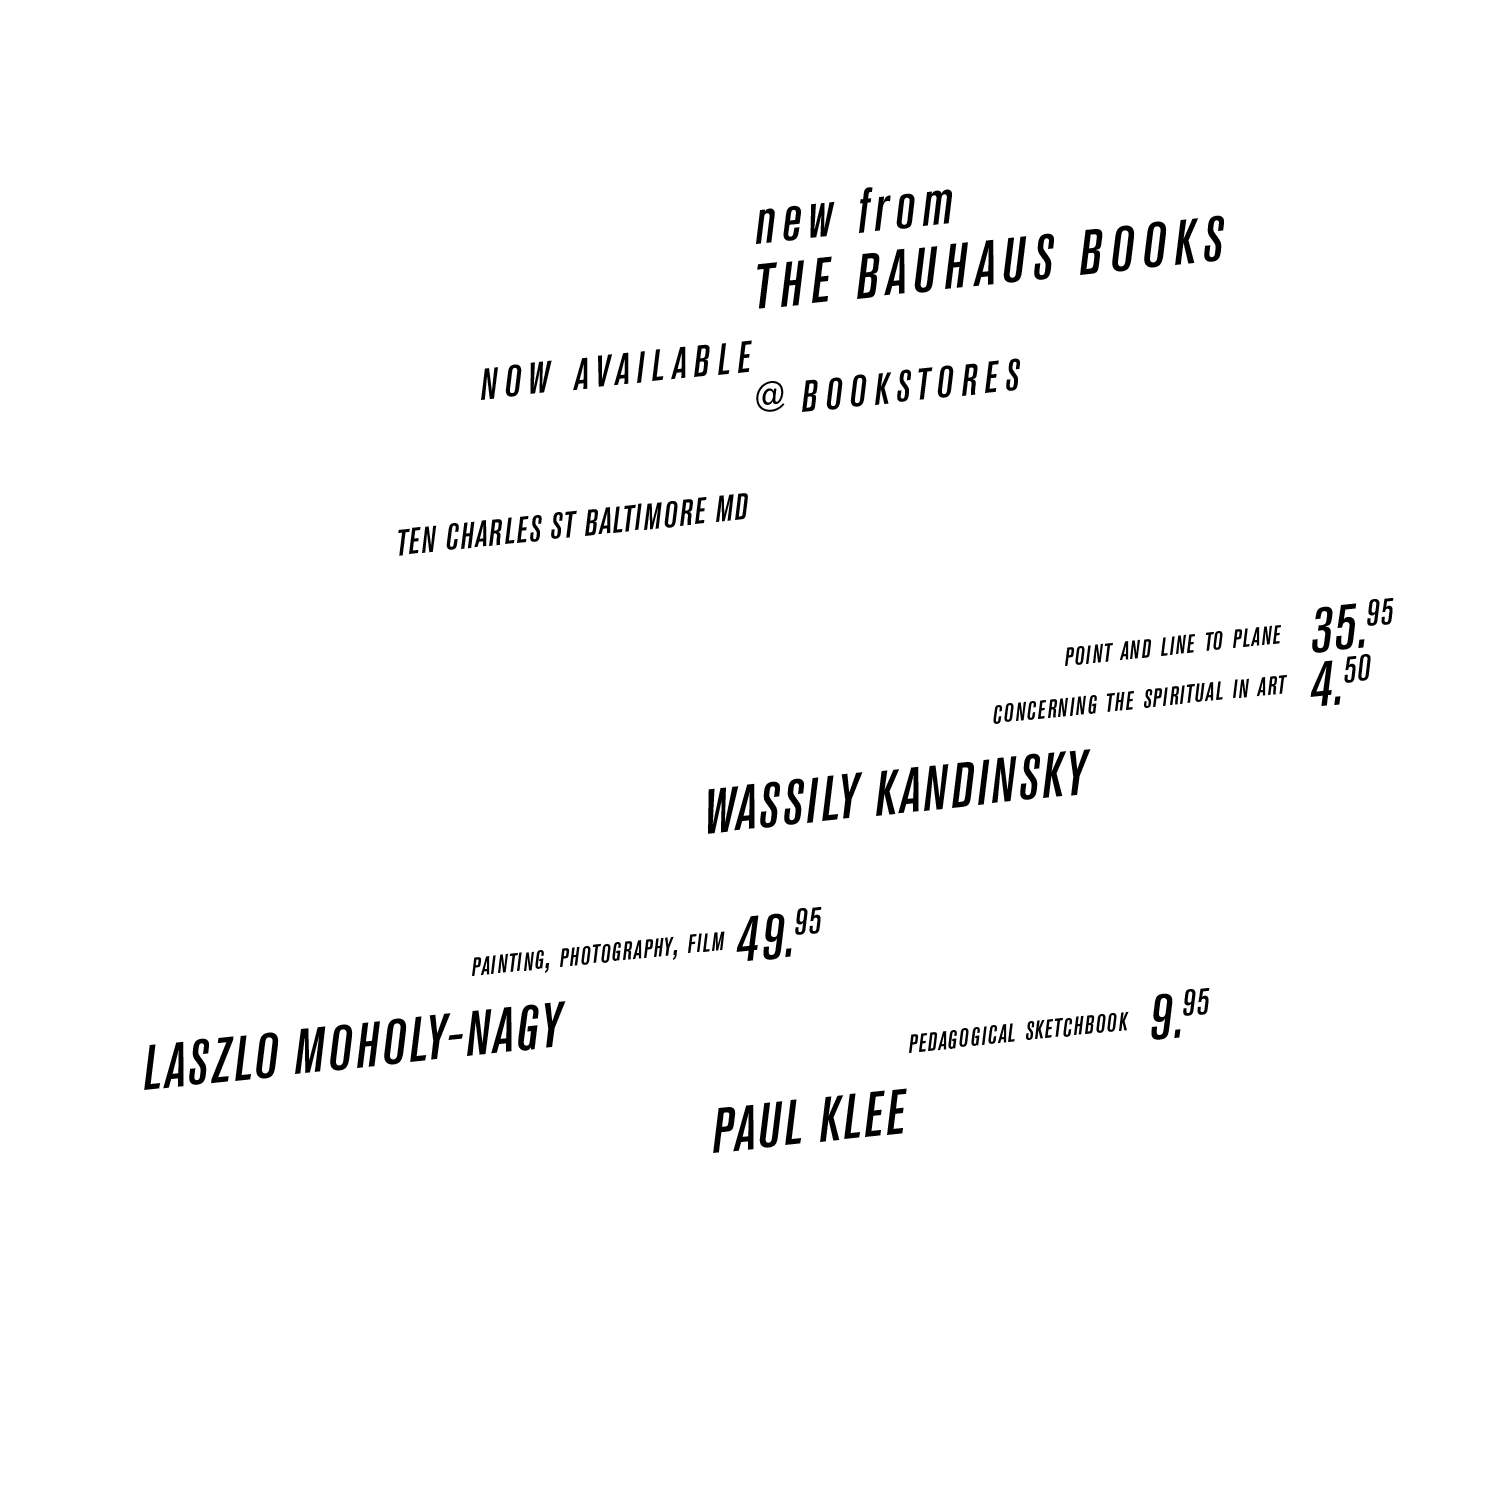 new from
THE BAUHAUS BOOKS
NOW AVAILABLE
@ BOOKSTORES
TEN CHARLES ST BALTIMORE MD
POINT AND LINE TO PLANE 35.95
CONCERNING THE SPIRITUAL IN ART 4.50
WASSILY KANDINSKY
PAINTING, PHOTOGRAPHY, FILM 49.95
LASZLO MOHOLY-NAGY
PEDAGOGICAL SKETCHBOOK 9.95
PAUL KLEE